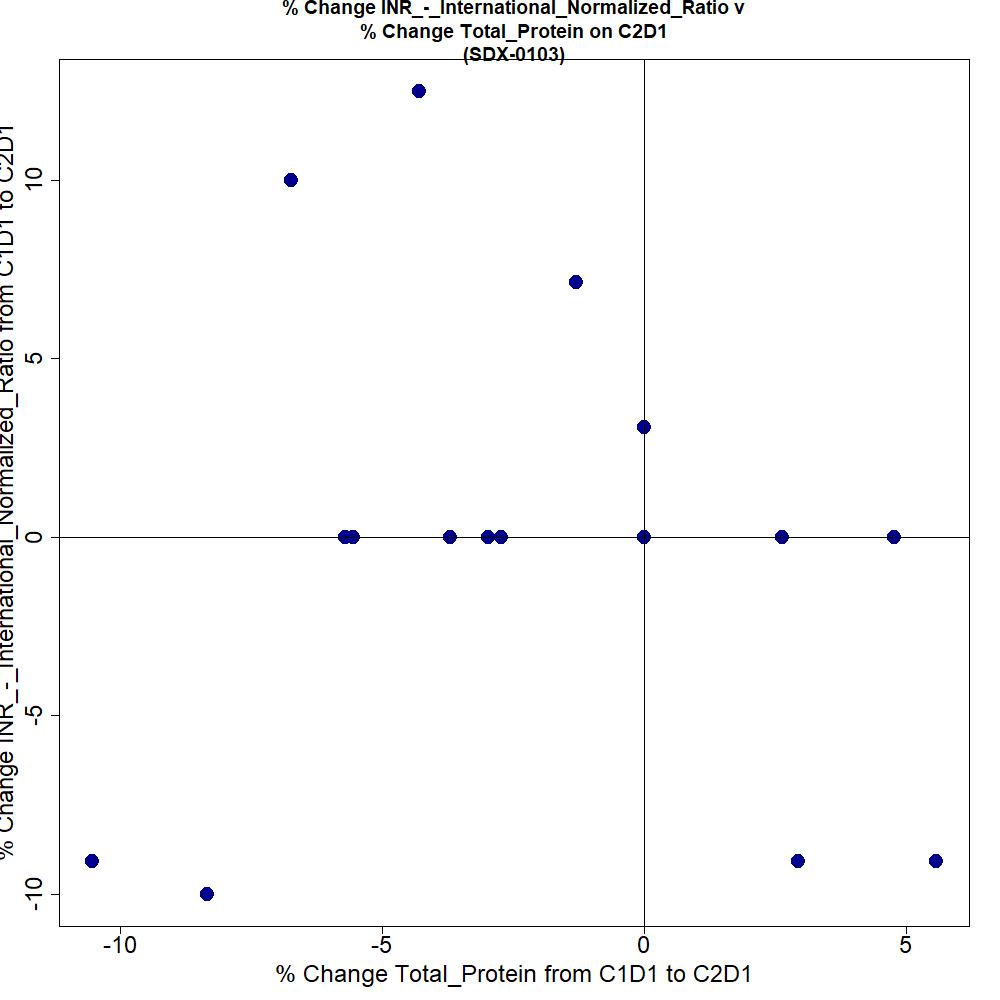 % Change INR_-_International_Normalized_Ratio v
% Change Total_Protein on C2D1
(SDX-0103)
% Change INR_-_International_Normalized_Ratio from C1D1 to C2D1
10
5
0
-5
-10
-10
-5
0
5
% Change Total_Protein from C1D1 to C2D1